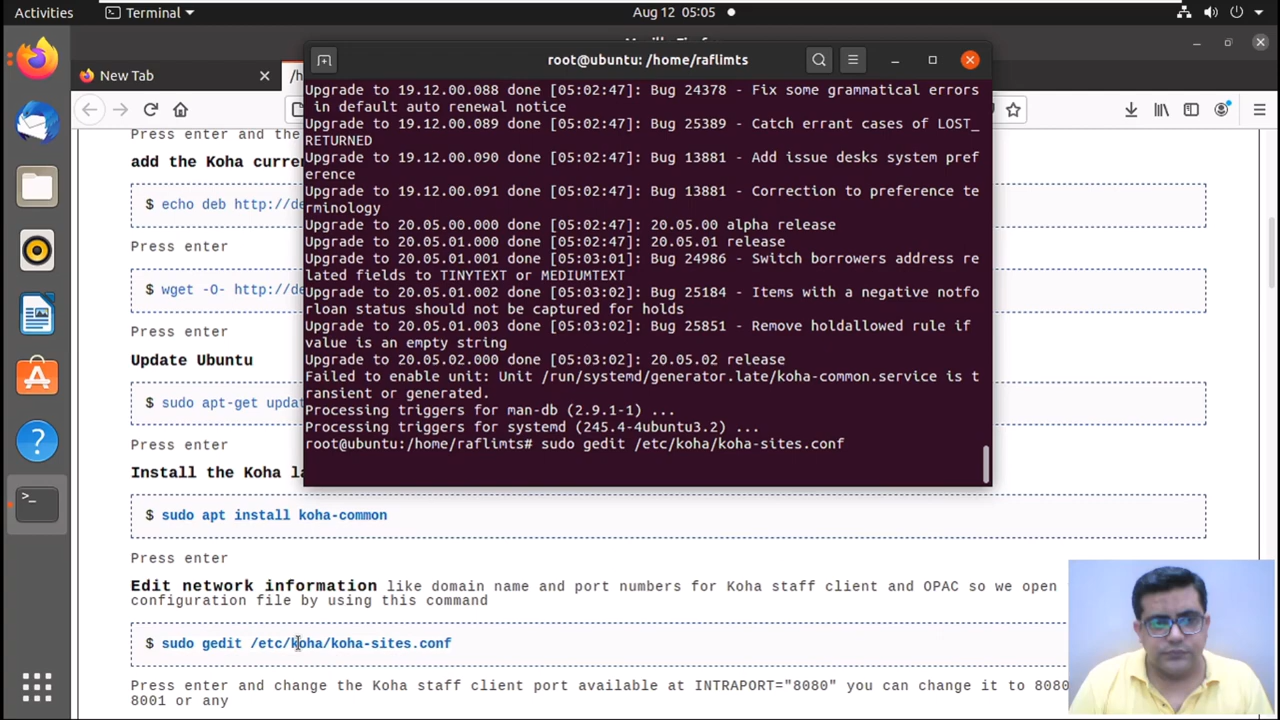 Activities
Terminal
Aug 12 05:05
root@ubuntu: /home/raflimts
New Tab
Upgrade to 19.12.00.088 done [05:02:47]: Bug 24378 - Fix some grammatical errors
in default auto renewal notice
Upgrade to 19.12.00.089 done [05:02:47]: Bug 25389 - Catch errant cases of LOST_
RETURNED
Upgrade to 19.12.00.090 done [05:02:47]: Bug 13881 - Add issue desks system pref
erence
Upgrade to 19.12.00.091 done [05:02:47]: Bug 13881 - Correction to preference te
rminology
Upgrade to 20.05.00.000 done [05:02:47]: 20.05.00 alpha release
Upgrade to 20.05.01.000 done [05:02:47]: 20.05.01 release
Upgrade to 20.05.01.001 done [05:03:01]: Bug 24986 - Switch borrowers address re
lated fields to TINYTEXT or MEDIUMTEXT
Upgrade to 20.05.01.002 done [05:03:02]: Bug 25184 - Items with a negative notfo
rloan status should not be captured for holds
Upgrade to 20.05.01.003 done [05:03:02]: Bug 25851 - Remove holdallowed rule if
value is an empty string
Upgrade to 20.05.02.000 done [05:03:02]: 20.05.02 release
Failed to enable unit: Unit /run/systemd/generator.late/koha-common.service is t
ransient or generated.
Processing triggers for man-db (2.9.1-1) ...
Processing triggers for systemd (245.4-4ubuntu3.2) ...
root@ubuntu:/home/raflimts# sudo gedit /etc/koha/koha-sites.conf
Press enter and the
add the Koha curre
$ echo deb http://de
Press enter
$ wget -O- http://de
Press enter
Update Ubuntu
$ sudo apt-get updat
Install the Koha la
$ sudo apt install koha-common
Press enter
Edit network information like domain name and port numbers for Koha staff client and OPAC so we open
configuration file by using this command
$ sudo gedit /etc/koha/koha-sites.conf
Press enter and change the Koha staff client port available at INTRAPORT="8080" you can change it to 8080
8001 or any